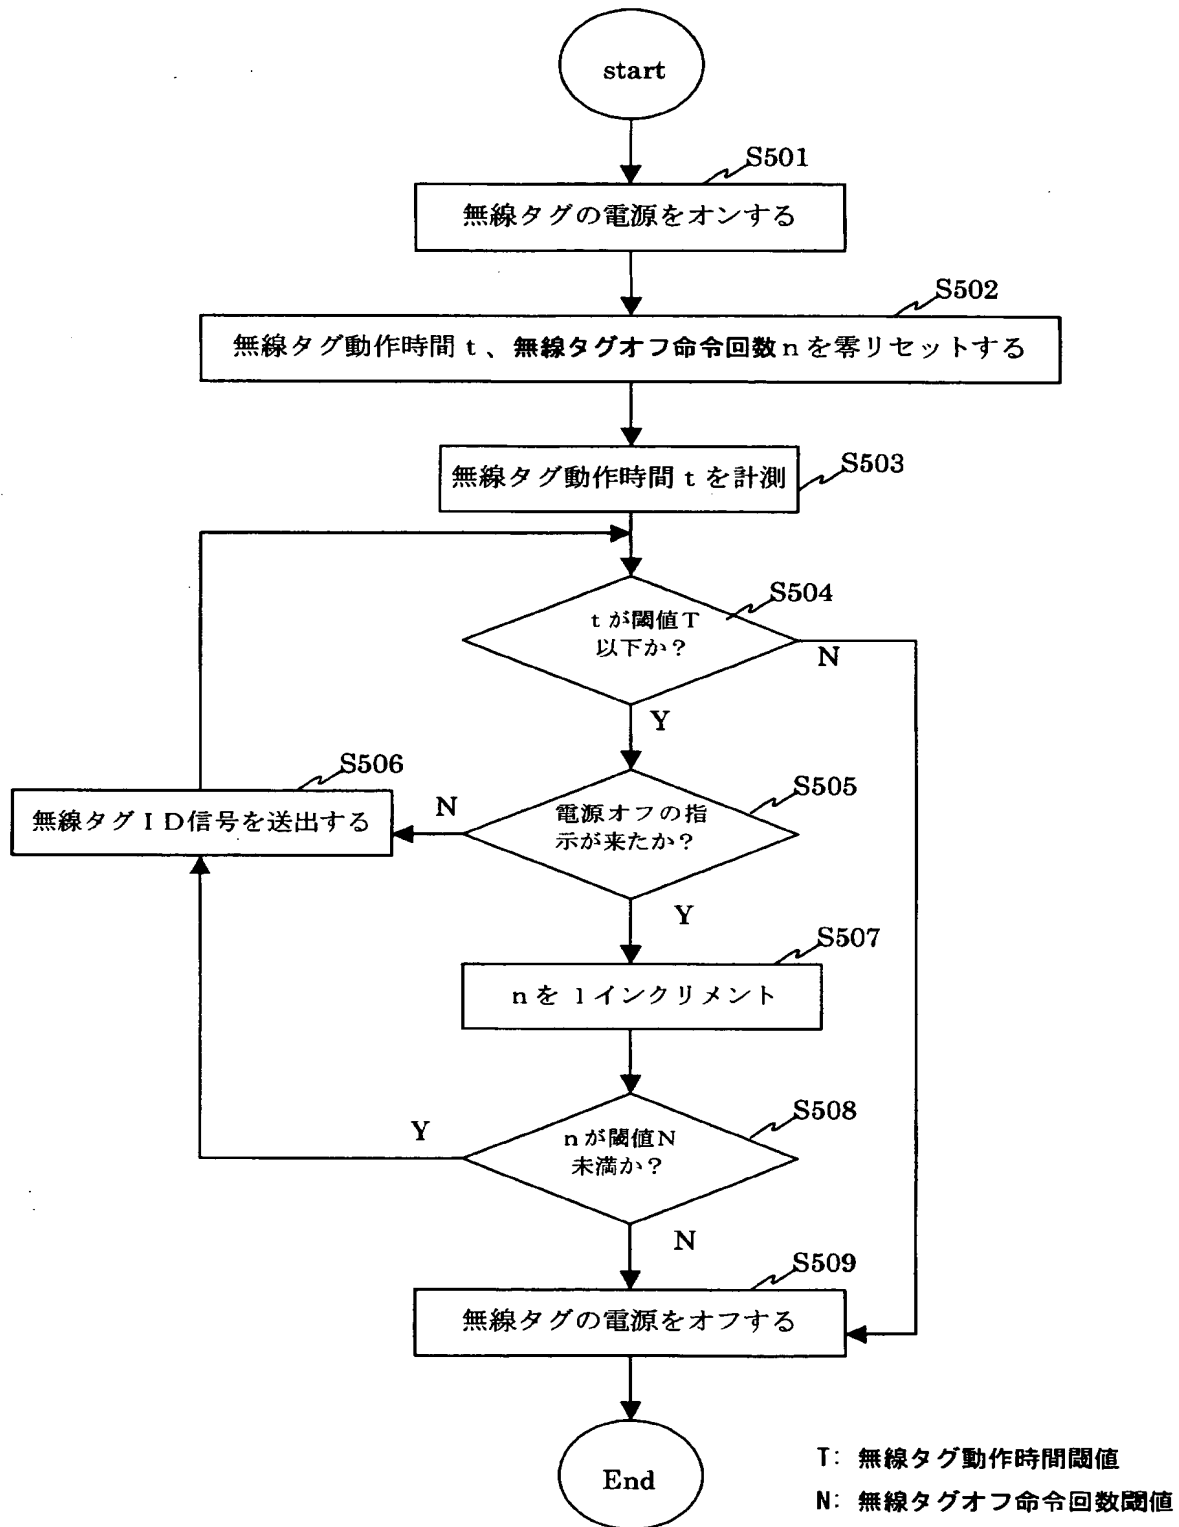 start
S501
無線タグの電源をオンする
S502
無線タグ動作時間t、無線タグオフ命令回数nを零リセットする
無線タグ動作時間tを計測
S503
S504
tが閾値T
以下か？
N
Y
S506
無線タグID信号を送出する
N
S505
電源オフの指
示が来たか？
Y
S507
nを1インクリメント
S508
Y
nが閾値N
未満か？
N
S509
無線タグの電源をオフする
End
T: 無線タグ動作時間閾値
N: 無線タグオフ命令回数閾値